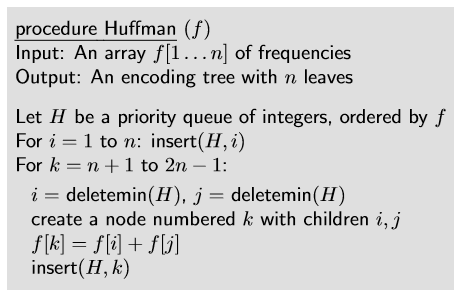 procedure Huffman (f)
Input: An array f[1...n] of frequencies
Output: An encoding tree with n leaves
Let H be a priority queue of integers, ordered by f
For i = 1 to n: insert(H, i)
For k = n + 1 to 2n − 1:
i = deletemin(H), j = deletemin(H)
create a node numbered k with children i, j
f[k] = f[i] + f[j]
insert(H, k)